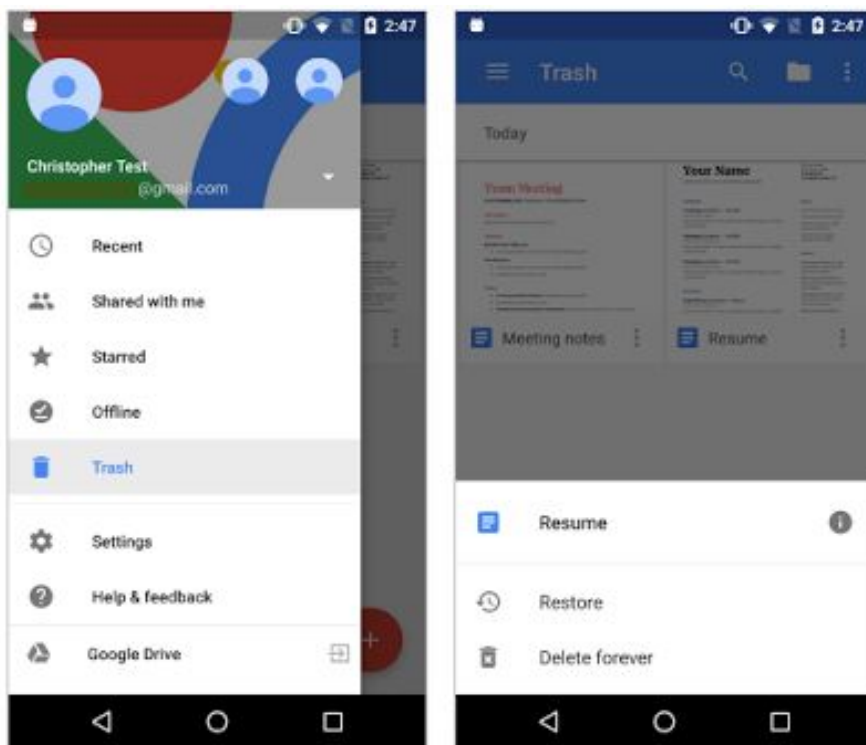 2:47
Christopher Test
@gmail.com
Recent
Shared with me
Starred
Offline
Trash
Settings
Help & feedback
Google Drive
2:47
Trash
Today
Team Meeting
Your Name
Meeting notes
Resume
Resume
Restore
Delete forever